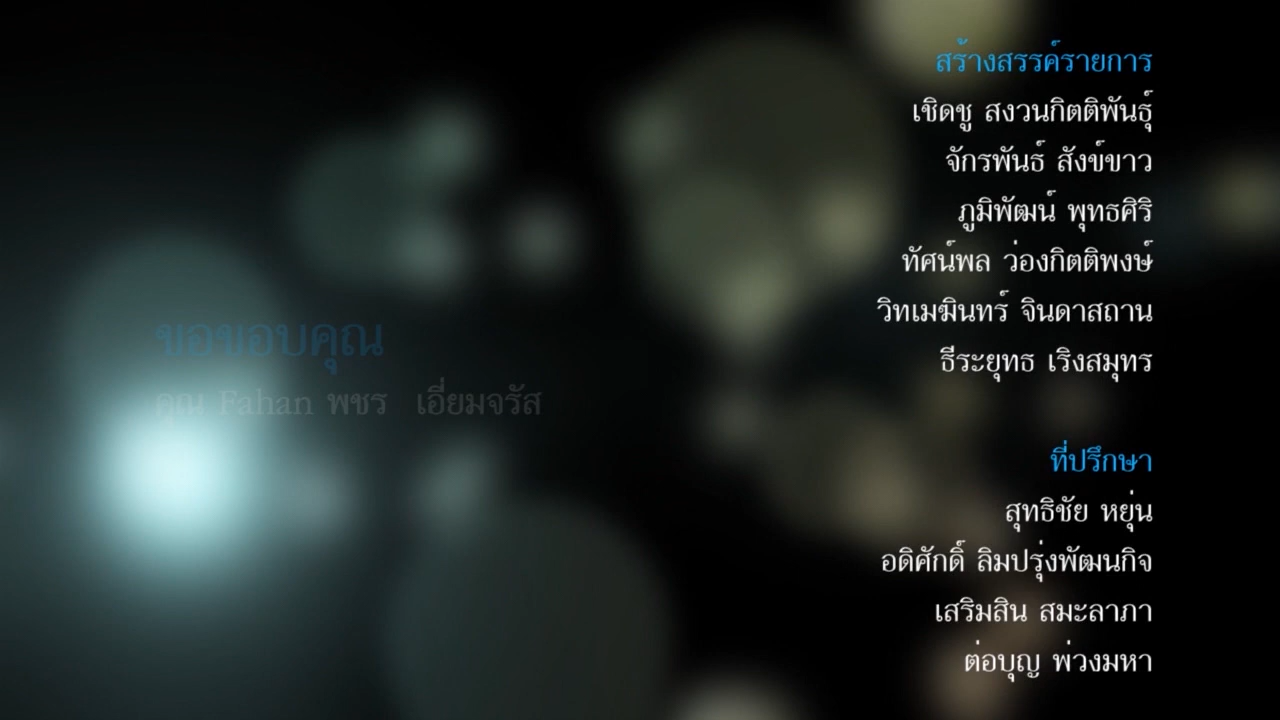 สร้างสรรค์รายการ
เชิดชู สงวนกิตติพันธุ์
จักรพันธ์ สังข์ขาว
ภูมิพัฒน์ พุทธศิริ
ทัศน์พล ว่องกิตติพงษ์
วิทเมฆินทร์ จินดาสถาน
ธีระยุทธ เริงสมุทร
ที่ปรึกษา
สุทธิชัย หยุ่น
อดิศักดิ์ ลิมปรุ่งพัฒนกิจ
เสริมสิน สมะลาภา
ต่อบุญ พ่วงมหา
ขอขอบคุณ
คุณ Fahan พชร เอี่ยมจรัส